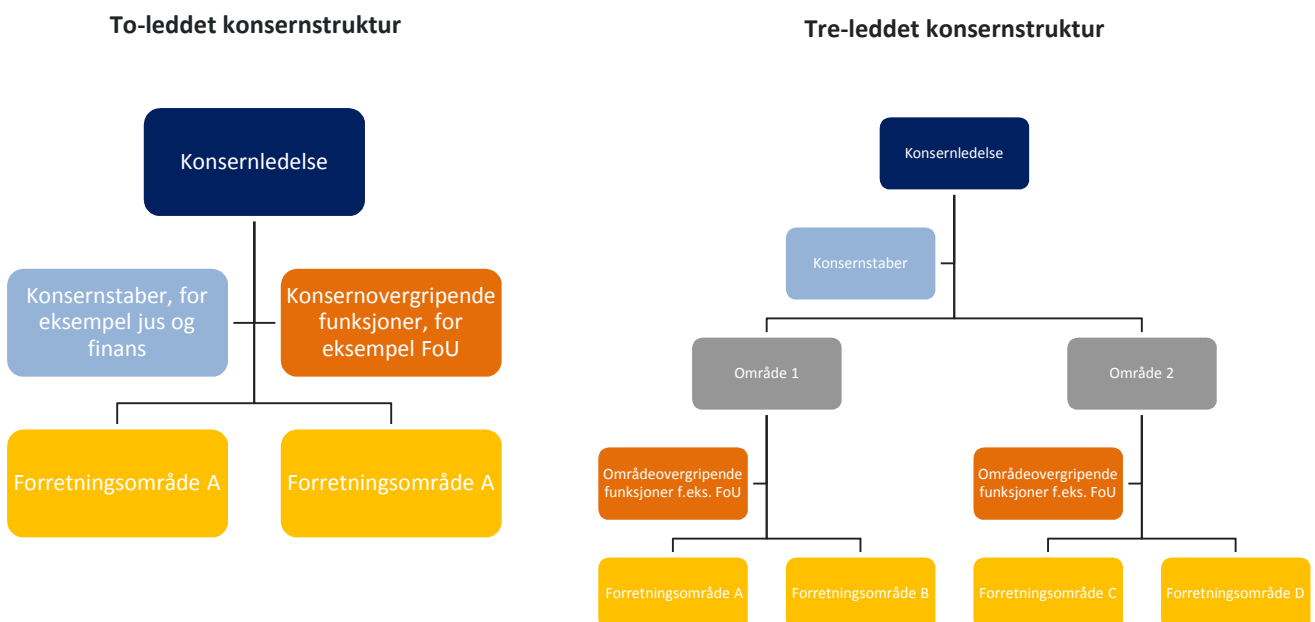 To-leddet konsernstruktur
Konsernledelse
Konsernstaber, for
eksempel jus og
finans
Konsernovergripende
funksjoner, for
eksempel FoU
Forretningsområde A
Forretningsområde A
Tre-leddet konsernstruktur
Konsernledelse
Konsernstaber
Område 1
Område 2
Områdeovergripende
funksjoner f.eks. FoU
Områdeovergripende
funksjoner f.eks. FoU
Forretningsområde A
Forretningsområde B
Forretningsområde C
Forretningsområde D